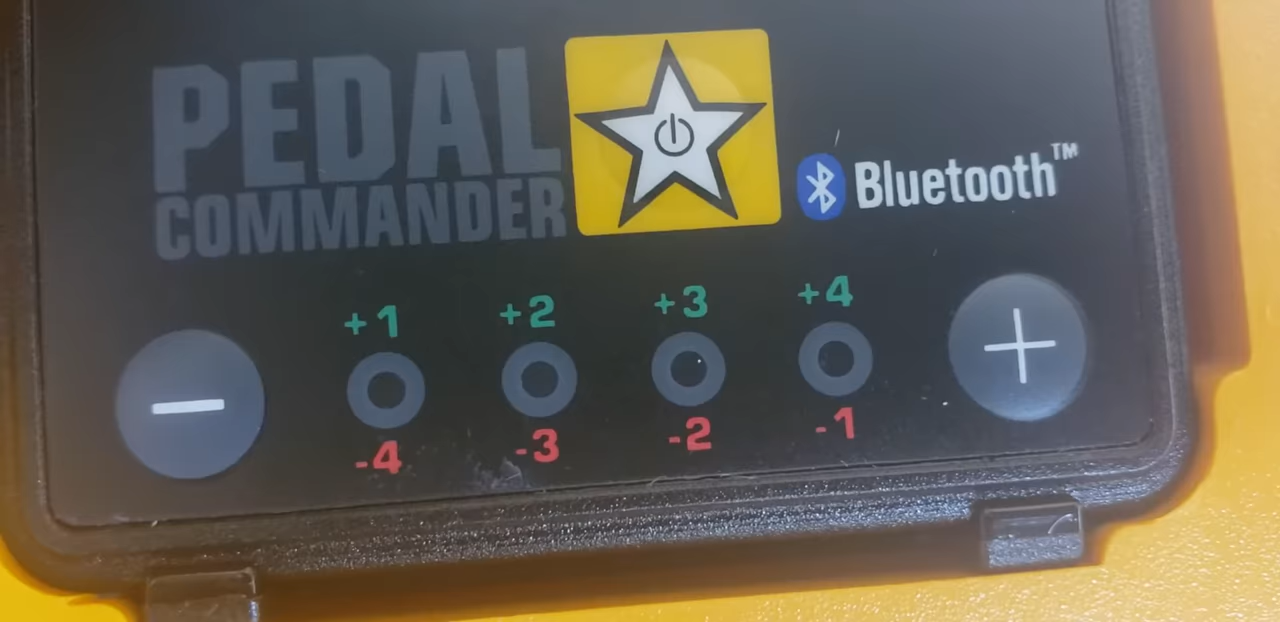 PEDAL
COMMANDER
Bluetooth™
+1 +2 +3 +4
-4 -3 -2 -1